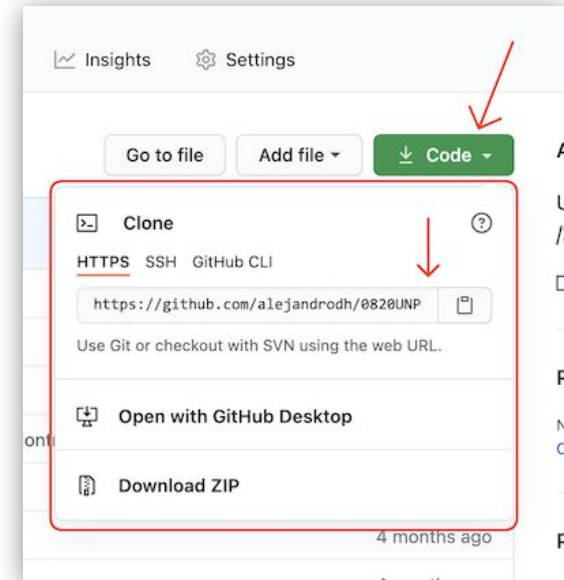 Insights Settings
Go to file Add file Code
Clone
HTTPS SSH GitHub CLI
https://github.com/alejandrodh/0820UNP
Use Git or checkout with SVN using the web URL.
Open with GitHub Desktop
Download ZIP
4 months ago